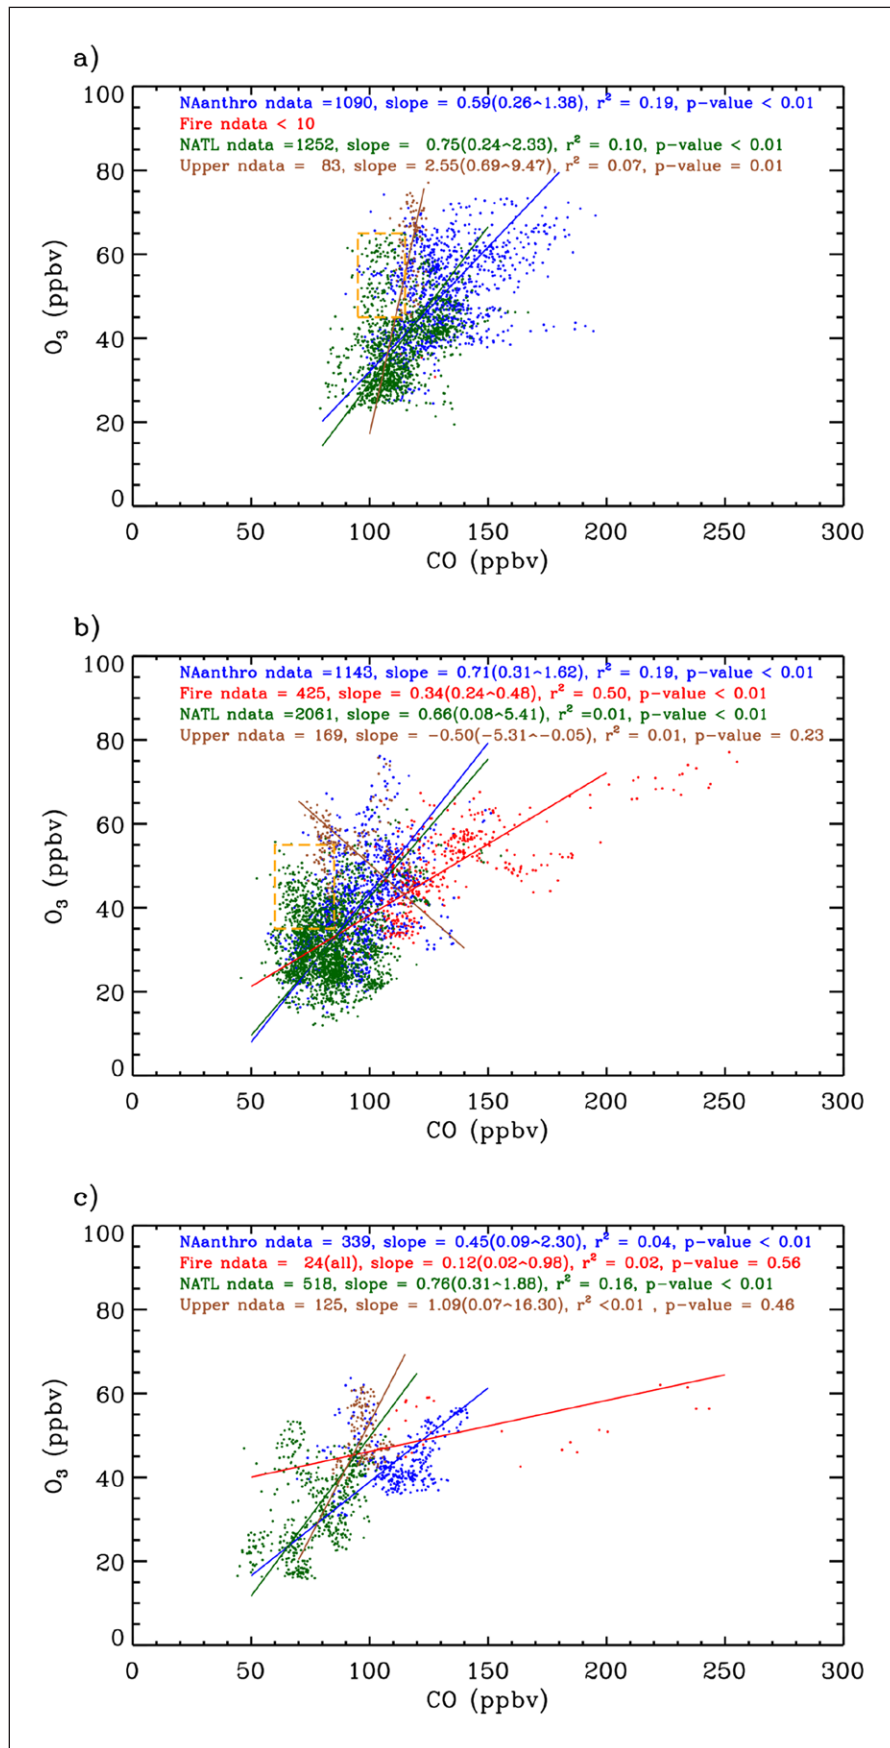 a)
NAanthro ndata =1090, slope = 0.59(0.26~1.38), r² = 0.19, p-value < 0.01
Fire ndata < 10
NATL ndata =1252, slope = 0.75(0.24~2.33), r² = 0.10, p-value < 0.01
Upper ndata = 83, slope = 2.55(0.69~9.47), r² = 0.07, p-value = 0.01
100
80
60
40
20
0
O₃ (ppbv)
0 50 100 150 200 250 300
CO (ppbv)
b)
NAanthro ndata =1143, slope = 0.71(0.31~1.62), r² = 0.19, p-value < 0.01
Fire ndata = 425, slope = 0.34(0.24~0.48), r² = 0.50, p-value < 0.01
NATL ndata =2061, slope = 0.66(0.08~5.41), r² =0.01, p-value < 0.01
Upper ndata = 169, slope = -0.50(-5.31~-0.05), r² = 0.01, p-value = 0.23
100
80
60
40
20
0
O₃ (ppbv)
0 50 100 150 200 250 300
CO (ppbv)
c)
NAanthro ndata = 339, slope = 0.45(0.09~2.30), r² = 0.04, p-value < 0.01
Fire ndata = 24(all), slope = 0.12(0.02~0.98), r² = 0.02, p-value = 0.56
NATL ndata = 518, slope = 0.76(0.31~1.88), r² = 0.16, p-value < 0.01
Upper ndata = 125, slope = 1.09(0.07~16.30), r² <0.01 , p-value = 0.46
100
80
60
40
20
0
O₃ (ppbv)
0 50 100 150 200 250 300
CO (ppbv)